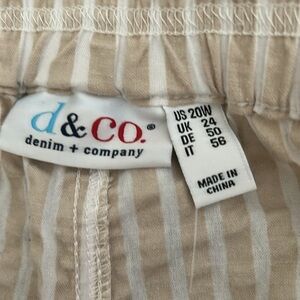 d&co.®
denim + company
US 20W
UK 24
DE 50
IT 56
MADE IN
CHINA